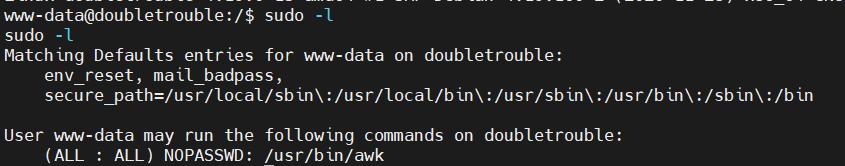 www-data@doubletrouble:/$ sudo -l
sudo -l
Matching Defaults entries for www-data on doubletrouble:
    env_reset, mail_badpass,
    secure_path=/usr/local/sbin\:/usr/local/bin\:/usr/sbin\:/usr/bin\:/sbin\:/bin

User www-data may run the following commands on doubletrouble:
    (ALL : ALL) NOPASSWD: /usr/bin/awk